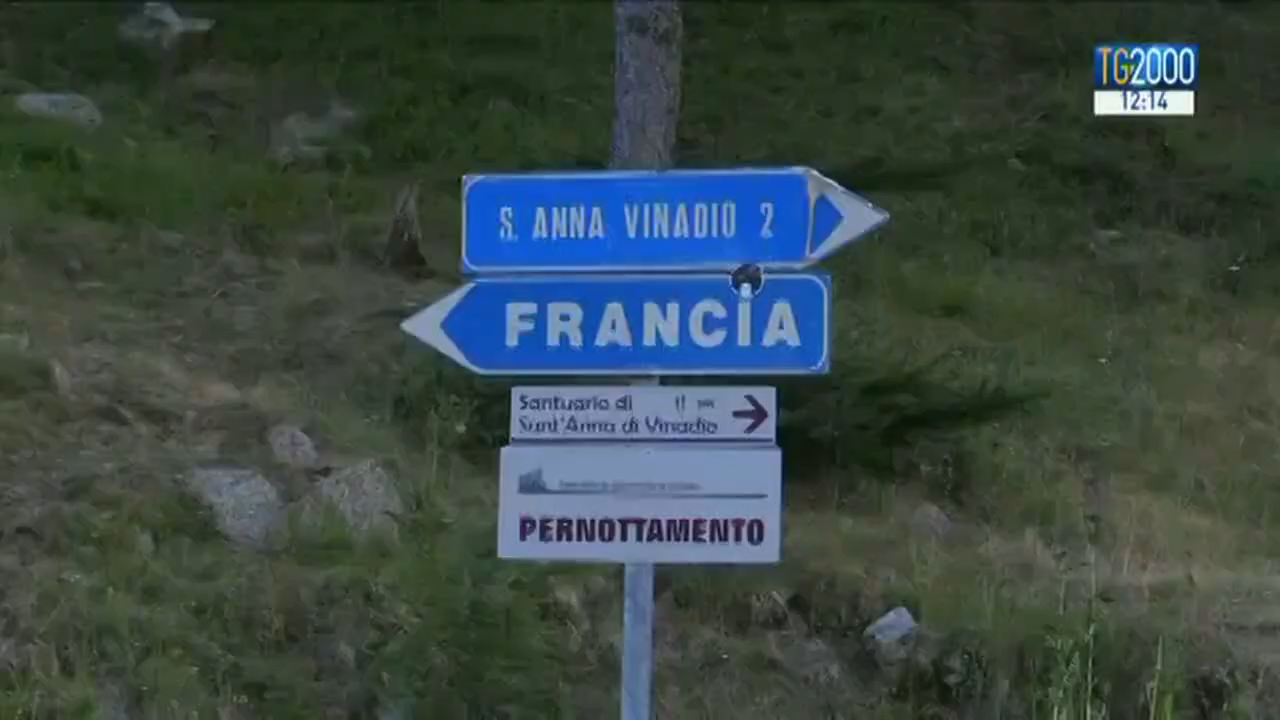 TG2000
12:14
S. ANNA VINADIO 2
FRANCIA
Santuario di
Sant'Anna di Vinadio
PERNOTTAMENTO